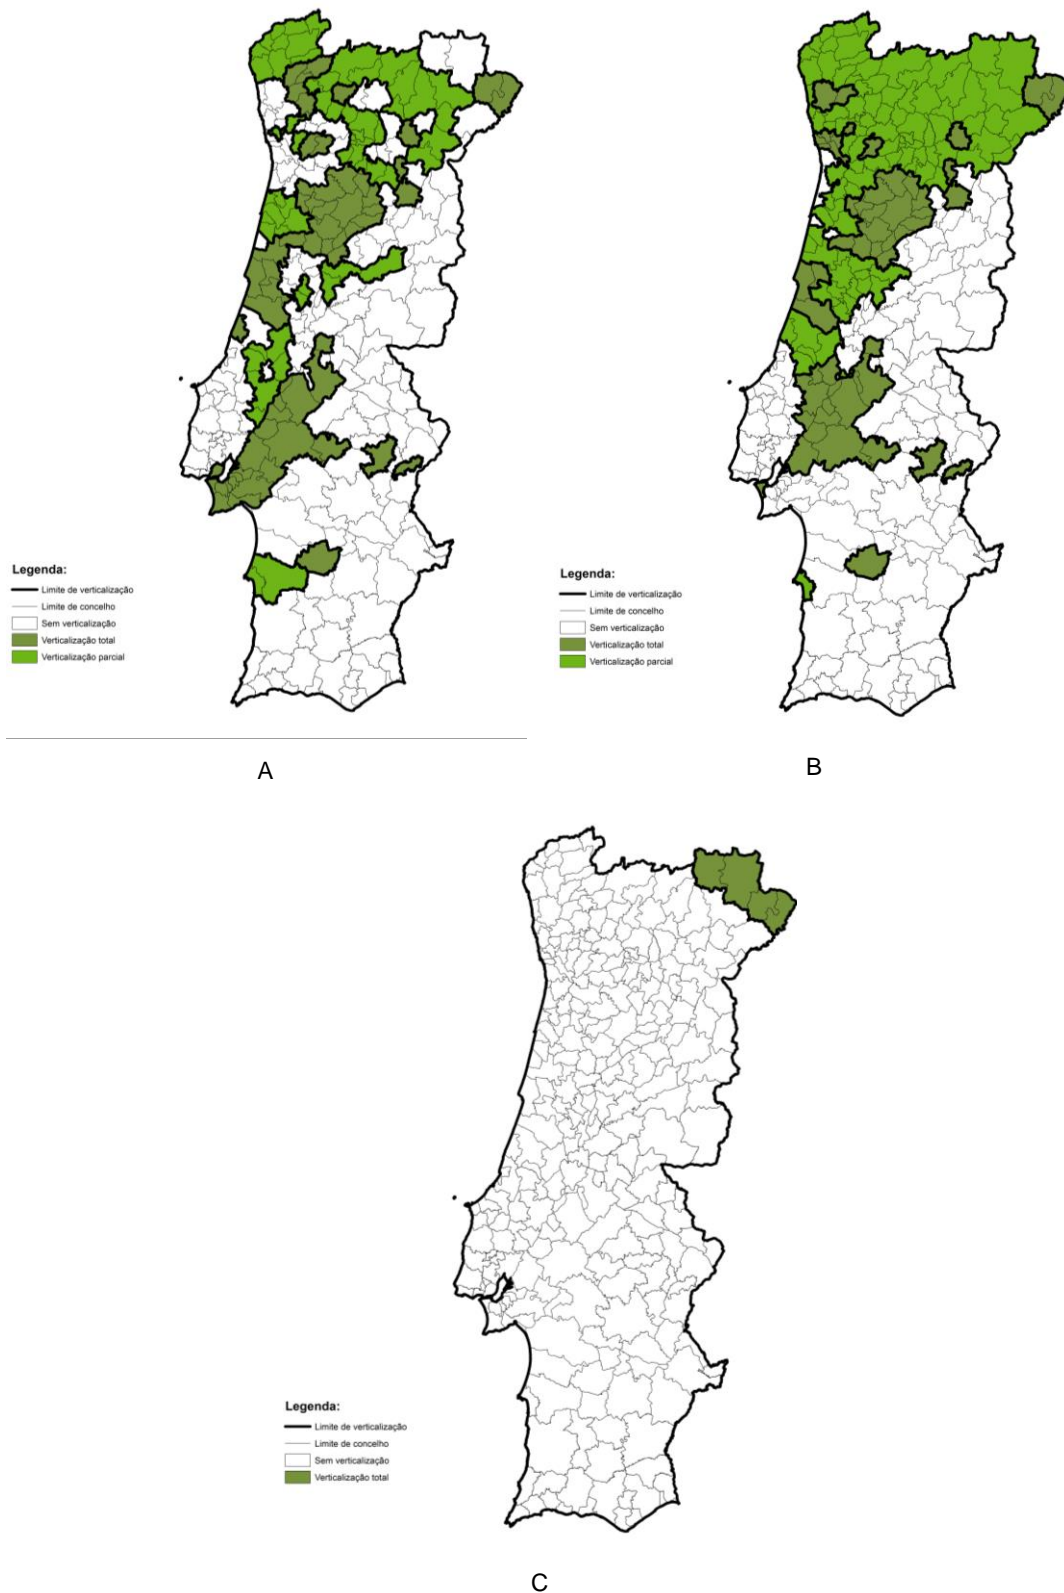 Legenda:
Limite de verticalização
Limite de concelho
Sem verticalização
Verticalização total
Verticalização parcial
A
Legenda:
Limite de verticalização
Limite de concelho
Sem verticalização
Verticalização total
Verticalização parcial
B
Legenda:
Limite de verticalização
Limite de concelho
Sem verticalização
Verticalização total
C